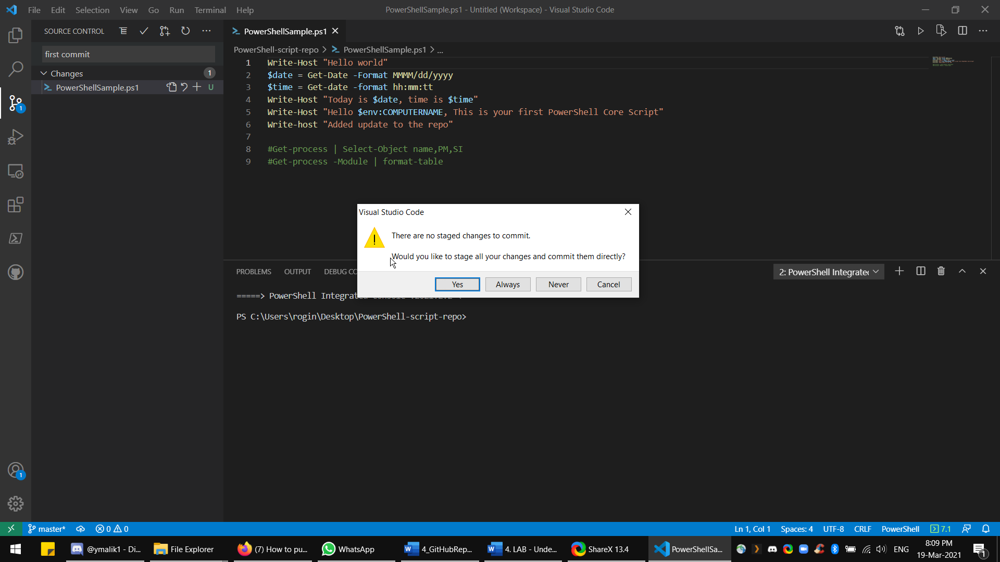 File Edit Selection View Go Run Terminal Help
PowerShellSample.ps1 - Untitled (Workspace) - Visual Studio Code
SOURCE CONTROL
PowerShellSample.ps1
first commit
PowerShell-script-repo > PowerShellSample.ps1 > ...
Changes 1
PowerShellSample.ps1 U
1 Write-Host "Hello world"
2 $date = Get-Date -Format MMMM/dd/yyyy
3 $time = Get-date -format hh:mm:tt
4 Write-Host "Today is $date, time is $time"
5 Write-Host "Hello $env:COMPUTERNAME, This is your first PowerShell Core Script"
6 Write-host "Added update to the repo"
7
8 #Get-process | Select-Object name,PM,SI
9 #Get-process -Module | format-table
1
Visual Studio Code
There are no staged changes to commit.
Would you like to stage all your changes and commit them directly?
Yes Always Never Cancel
PROBLEMS OUTPUT DEBUG CO
2: PowerShell Integrate
=====> PowerShell Integrat
PS C:\Users\rogin\Desktop\PowerShell-script-repo>
1
master* 0 0
Ln 1, Col 1 Spaces: 4 UTF-8 CRLF PowerShell 7.1
@ymalik1 - Di...
File Explorer
(7) How to pu...
WhatsApp
4_GitHubRep...
4. LAB - Unde...
ShareX 13.4
PowerShellSa...
ENG
8:09 PM
19-Mar-2021
1